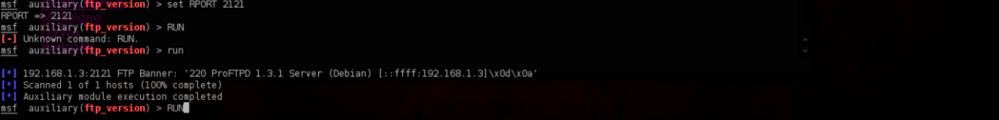 msf auxiliary(ftp_version) > set RPORT 2121
RPORT => 2121
msf auxiliary(ftp_version) > RUN
[-] Unknown command: RUN.
msf auxiliary(ftp_version) > run
[*] 192.168.1.3:2121 FTP Banner: '220 ProFTPD 1.3.1 Server (Debian) [::ffff:192.168.1.3]\x0d\x0a'
[*] Scanned 1 of 1 hosts (100% complete)
[*] Auxiliary module execution completed
msf auxiliary(ftp_version) > RUN